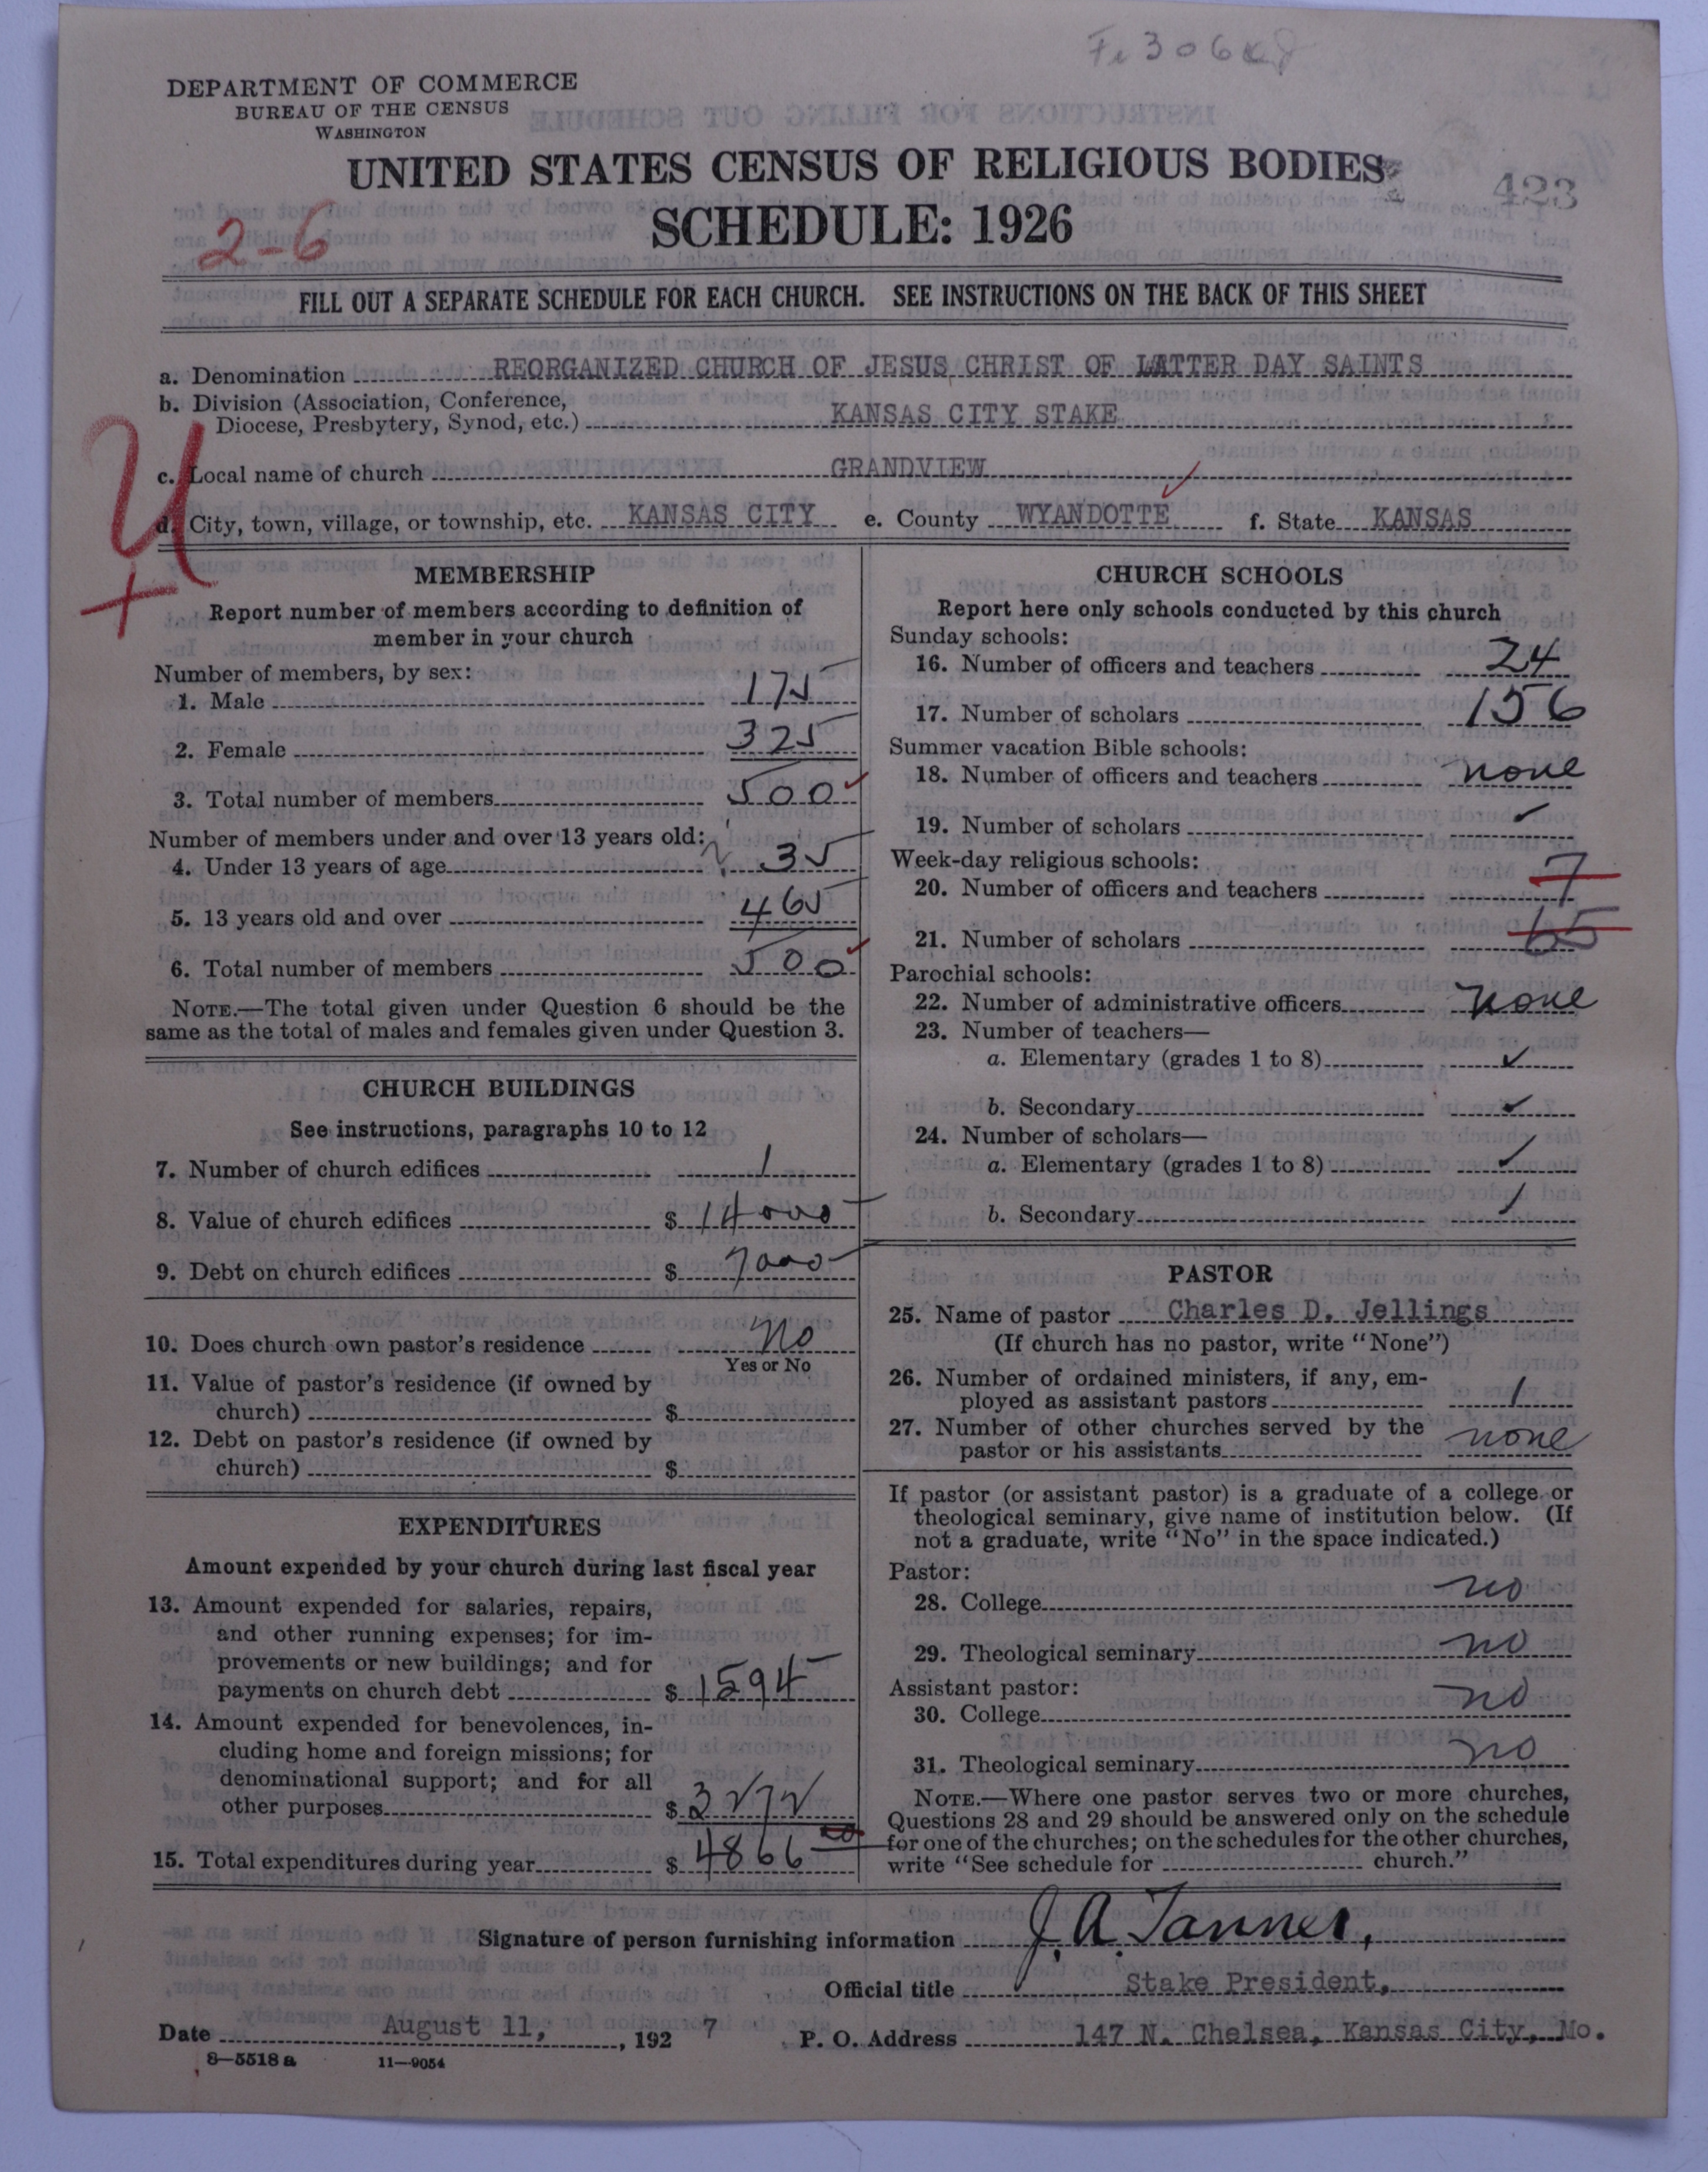 DEPARTMENT OF COMMERCE
BUREAU OF THE CENSUS
WASHINGTON
UNITED STATES CENSUS OF RELIGIOUS BODIES
423
SCHEDULE: 1926
2-6
FILL OUT A SEPARATE SCHEDULE FOR EACH CHURCH. SEE INSTRUCTIONS ON THE BACK OF THIS SHEET
a. Denomination REORGANIZED CHURCH OF JESUS CHRIST OF LATTER DAY SAINTS
b. Division (Association, Conference,
Diocese, Presbytery, Synod, etc.) KANSAS CITY STAKE
c. Local name of church GRANDVIEW
d. City, town, village, or township, etc. KANSAS CITY e. County WYANDOTTE f. State KANSAS
MEMBERSHIP
Report number of members according to definition of
member in your church
Number of members, by sex:
1. Male 175
2. Female 325
3. Total number of members 500
Number of members under and over 13 years old:
4. Under 13 years of age 35
5. 13 years old and over 465
6. Total number of members 500
NOTE.—The total given under Question 6 should be the
same as the total of males and females given under Question 3.
CHURCH BUILDINGS
See instructions, paragraphs 10 to 12
7. Number of church edifices 1
8. Value of church edifices $ 14000
9. Debt on church edifices $ 7000
10. Does church own pastor's residence No
Yes or No
11. Value of pastor's residence (if owned by
church) $
12. Debt on pastor's residence (if owned by
church) $
EXPENDITURES
Amount expended by your church during last fiscal year
13. Amount expended for salaries, repairs,
and other running expenses; for im-
provements or new buildings; and for
payments on church debt $ 1594
14. Amount expended for benevolences, in-
cluding home and foreign missions; for
denominational support; and for all
other purposes $ 3272
15. Total expenditures during year $ 4866
CHURCH SCHOOLS
Report here only schools conducted by this church
Sunday schools:
16. Number of officers and teachers 24
17. Number of scholars 156
Summer vacation Bible schools:
18. Number of officers and teachers none
19. Number of scholars ✓
Week-day religious schools:
20. Number of officers and teachers 7
21. Number of scholars 65
Parochial schools:
22. Number of administrative officers none
23. Number of teachers—
a. Elementary (grades 1 to 8) ✓
b. Secondary ✓
24. Number of scholars—
a. Elementary (grades 1 to 8) ✓
b. Secondary ✓
PASTOR
25. Name of pastor Charles D. Jellings
(If church has no pastor, write "None")
26. Number of ordained ministers, if any, em-
ployed as assistant pastors 1
27. Number of other churches served by the
pastor or his assistants none
If pastor (or assistant pastor) is a graduate of a college or
theological seminary, give name of institution below. (If
not a graduate, write "No" in the space indicated.)
Pastor:
28. College no
29. Theological seminary no
Assistant pastor:
30. College no
31. Theological seminary no
NOTE.—Where one pastor serves two or more churches,
Questions 28 and 29 should be answered only on the schedule
for one of the churches; on the schedules for the other churches,
write "See schedule for church."
Signature of person furnishing information J. A. Tanner,
Official title Stake President,
Date August 11, , 192 7 P. O. Address 147 N. Chelsea, Kansas City, Mo.
8—5518 a 11—9054